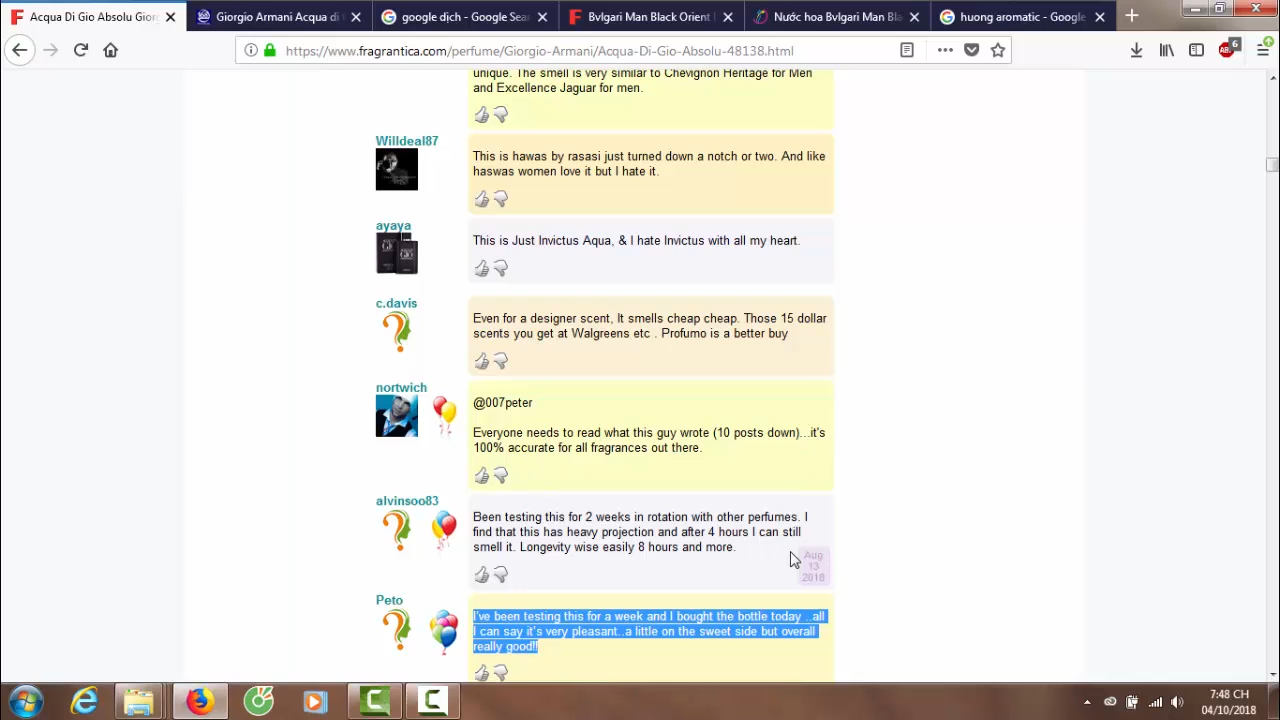 Acqua Di Gio Absolu Gior
Giorgio Armani Acqua di
google dịch - Google Sea
Bvlgari Man Black Orient
Nước hoa Bvlgari Man Bla
huong aromatic - Google
https://www.fragrantica.com/perfume/Giorgio-Armani/Acqua-Di-Gio-Absolu-48138.html
6
unique. The smell is very similar to Chevignon Heritage for Men
and Excellence Jaguar for men.
Willdeal87
This is hawas by rasasi just turned down a notch or two. And like
haswas women love it but I hate it.
ayaya
This is Just Invictus Aqua, & I hate Invictus with all my heart.
c.davis
Even for a designer scent, It smells cheap cheap. Those 15 dollar
scents you get at Walgreens etc . Profumo is a better buy
nortwich
@007peter
Everyone needs to read what this guy wrote (10 posts down)...it's
100% accurate for all fragrances out there.
alvinsoo83
Been testing this for 2 weeks in rotation with other perfumes. I
find that this has heavy projection and after 4 hours I can still
smell it. Longevity wise easily 8 hours and more.
Aug
13
2018
Peto
I've been testing this for a week and I bought the bottle today ..all
I can say it's very pleasant..a little on the sweet side but overall
really good!!
7:48 CH
04/10/2018